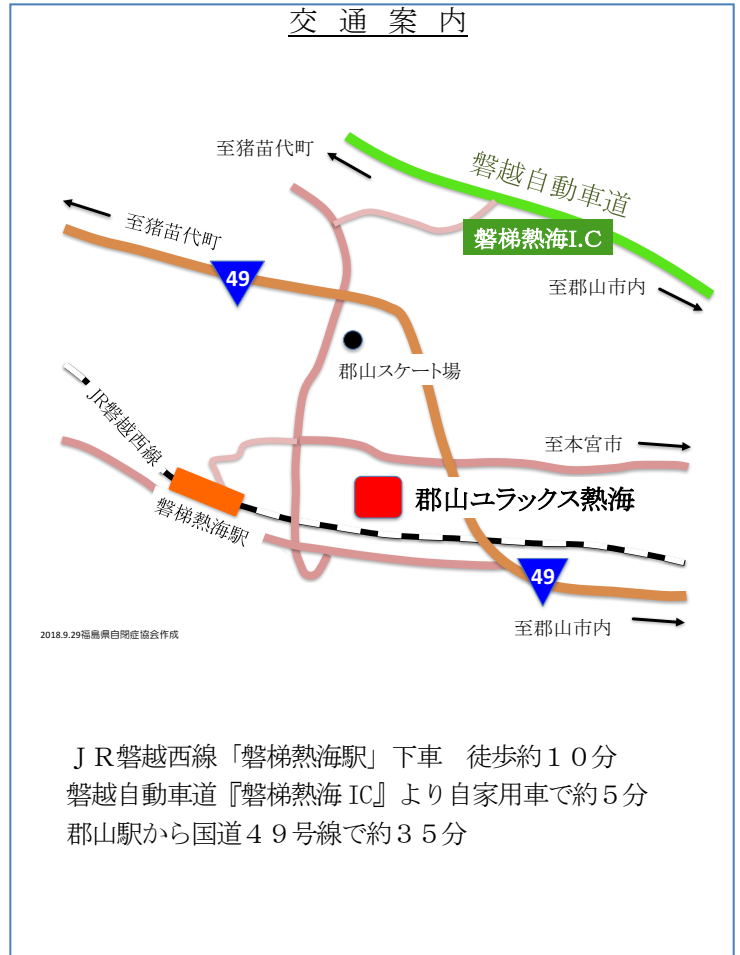 交 通 案 内
至猪苗代町
磐越自動車道
至猪苗代町
磐梯熱海I.C
49
至郡山市内
郡山スケート場
JR磐越西線
至本宮市
郡山ユラックス熱海
磐梯熱海駅
49
至郡山市内
2018.9.29福島県自閉症協会作成
ＪＲ磐越西線「磐梯熱海駅」下車　徒歩約１０分
磐越自動車道『磐梯熱海 IC』より自家用車で約５分
郡山駅から国道４９号線で約３５分